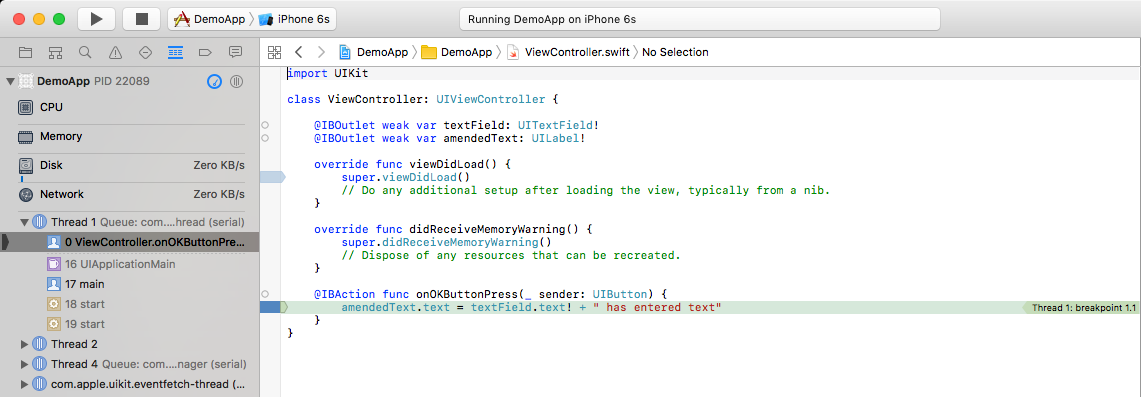 DemoApp iPhone 6s Running DemoApp on iPhone 6s
DemoApp DemoApp ViewController.swift No Selection
DemoApp PID 22089
CPU
Memory
Disk Zero KB/s
Network Zero KB/s
Thread 1 Queue: com....hread (serial)
0 ViewController.onOKButtonPre...
16 UIApplicationMain
17 main
18 start
19 start
Thread 2
Thread 4 Queue: com....nager (serial)
com.apple.uikit.eventfetch-thread (...
import UIKit
class ViewController: UIViewController {
@IBOutlet weak var textField: UITextField!
@IBOutlet weak var amendedText: UILabel!
override func viewDidLoad() {
super.viewDidLoad()
// Do any additional setup after loading the view, typically from a nib.
}
override func didReceiveMemoryWarning() {
super.didReceiveMemoryWarning()
// Dispose of any resources that can be recreated.
}
@IBAction func onOKButtonPress(_ sender: UIButton) {
amendedText.text = textField.text! + " has entered text" Thread 1: breakpoint 1.1
}
}